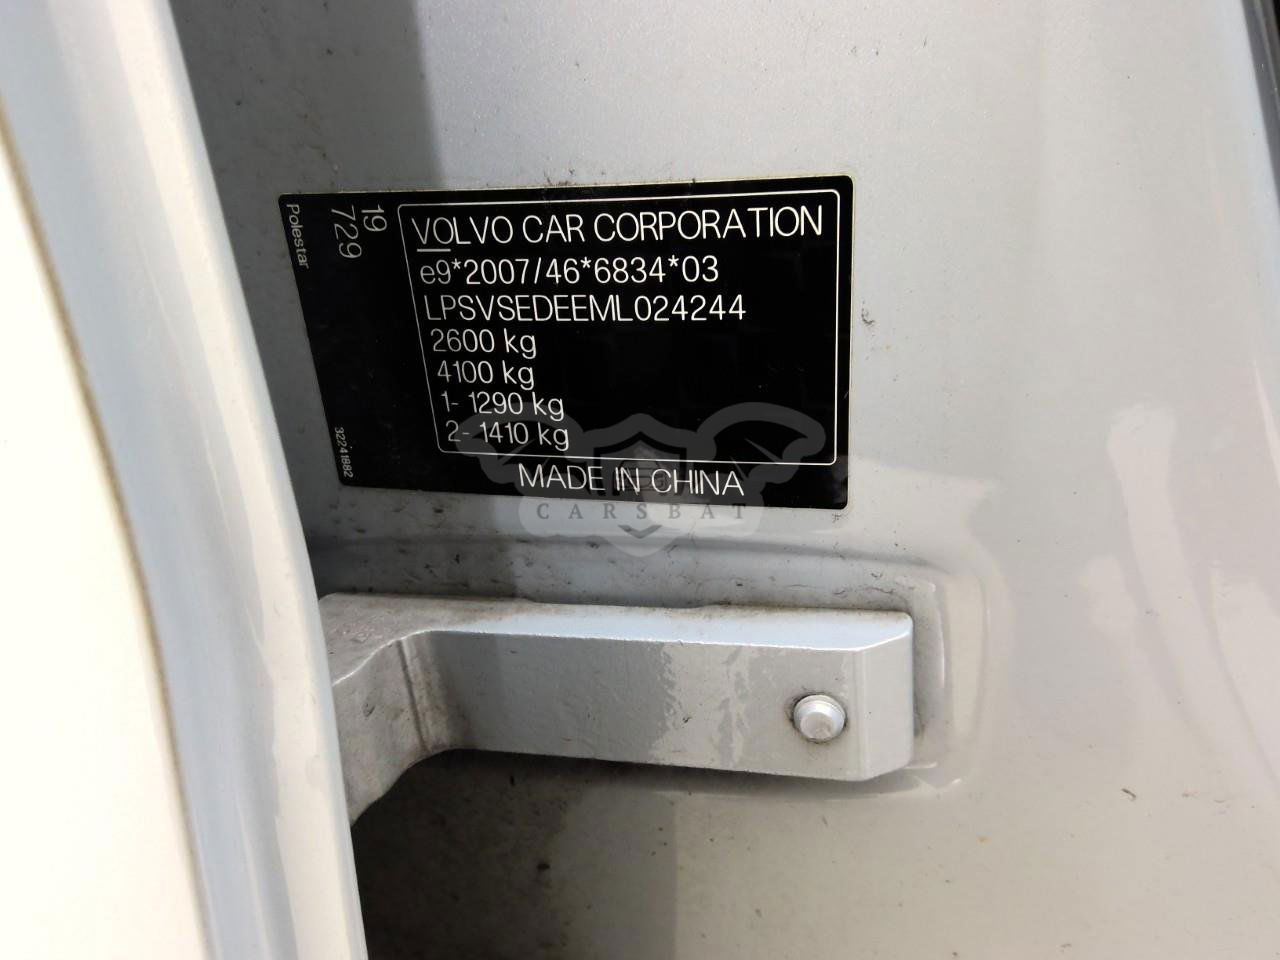 VOLVO CAR CORPORATION
e9*2007/46*6834*03
LPSVSEDEEML024244
2600 kg
4100 kg
1- 1290 kg
2- 1410 kg
MADE IN CHINA
19
729
Polestar
32241882
CARSBAT